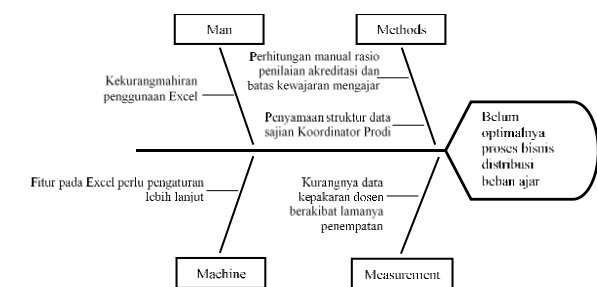 Man
Methods
Perhitungan manual rasio
penilaian akreditasi dan
batas kewajaran mengajar
Kekurangmahiran
penggunaan Excel
Penyamaan struktur data
sajian Koordinator Prodi
Belum
optimalnya
proses bisnis
distribusi
beban ajar
Fitur pada Excel perlu pengaturan
lebih lanjut
Kurangnya data
kepakaran dosen
berakibat lamanya
penempatan
Machine
Measurement